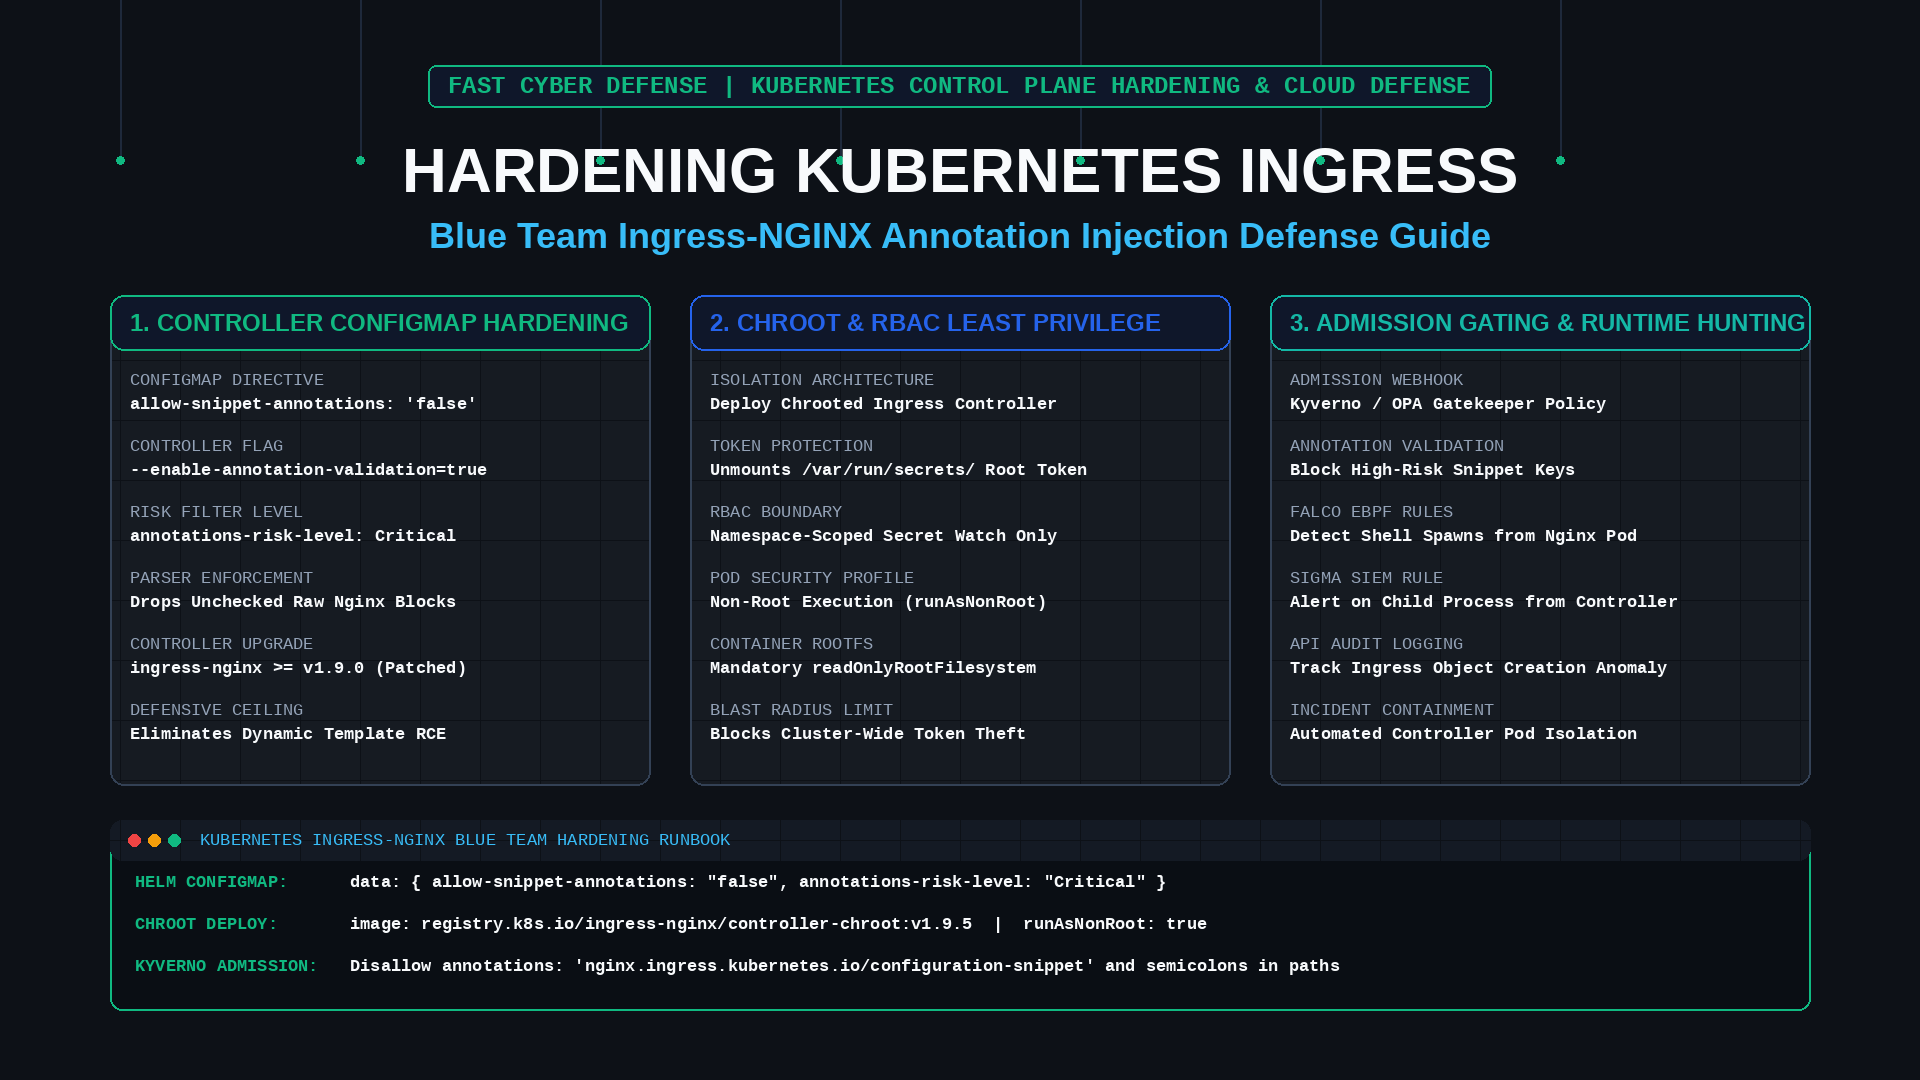 FAST CYBER DEFENSE | KUBERNETES CONTROL PLANE HARDENING & CLOUD DEFENSE
HARDENING KUBERNETES INGRESS
Blue Team Ingress-NGINX Annotation Injection Defense Guide
1. CONTROLLER CONFIGMAP HARDENING
CONFIGMAP DIRECTIVE
allow-snippet-annotations: 'false'
CONTROLLER FLAG
--enable-annotation-validation=true
RISK FILTER LEVEL
annotations-risk-level: Critical
PARSER ENFORCEMENT
Drops Unchecked Raw Nginx Blocks
CONTROLLER UPGRADE
ingress-nginx >= v1.9.0 (Patched)
DEFENSIVE CEILING
Eliminates Dynamic Template RCE
2. CHROOT & RBAC LEAST PRIVILEGE
ISOLATION ARCHITECTURE
Deploy Chrooted Ingress Controller
TOKEN PROTECTION
Unmounts /var/run/secrets/ Root Token
RBAC BOUNDARY
Namespace-Scoped Secret Watch Only
POD SECURITY PROFILE
Non-Root Execution (runAsNonRoot)
CONTAINER ROOTFS
Mandatory readOnlyRootFilesystem
BLAST RADIUS LIMIT
Blocks Cluster-Wide Token Theft
3. ADMISSION GATING & RUNTIME HUNTING
ADMISSION WEBHOOK
Kyverno / OPA Gatekeeper Policy
ANNOTATION VALIDATION
Block High-Risk Snippet Keys
FALCO EBPF RULES
Detect Shell Spawns from Nginx Pod
SIGMA SIEM RULE
Alert on Child Process from Controller
API AUDIT LOGGING
Track Ingress Object Creation Anomaly
INCIDENT CONTAINMENT
Automated Controller Pod Isolation
KUBERNETES INGRESS-NGINX BLUE TEAM HARDENING RUNBOOK
HELM CONFIGMAP: data: { allow-snippet-annotations: "false", annotations-risk-level: "Critical" }
CHROOT DEPLOY: image: registry.k8s.io/ingress-nginx/controller-chroot:v1.9.5 | runAsNonRoot: true
KYVERNO ADMISSION: Disallow annotations: 'nginx.ingress.kubernetes.io/configuration-snippet' and semicolons in paths